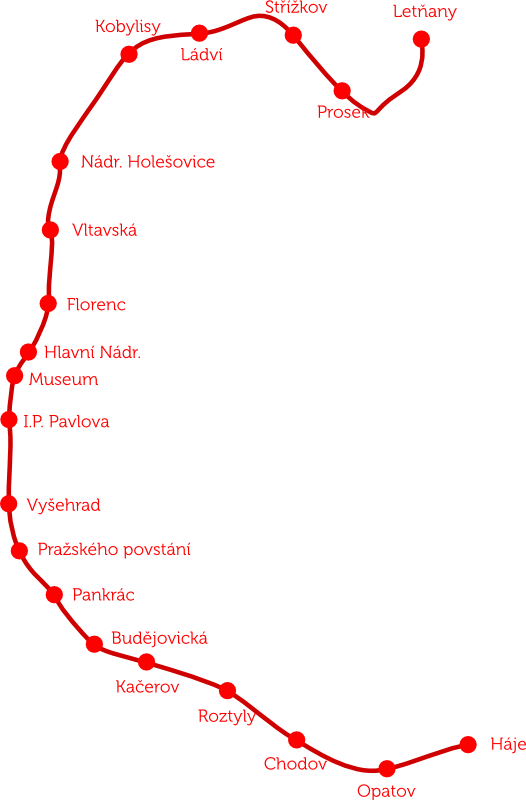 Střížkov
Letňany
Kobylisy
Ládví
Prosek
Nádr. Holešovice
Vltavská
Florenc
Hlavní Nádr.
Museum
I.P. Pavlova
Vyšehrad
Pražského povstání
Pankrác
Budějovická
Kačerov
Roztyly
Háje
Chodov
Opatov